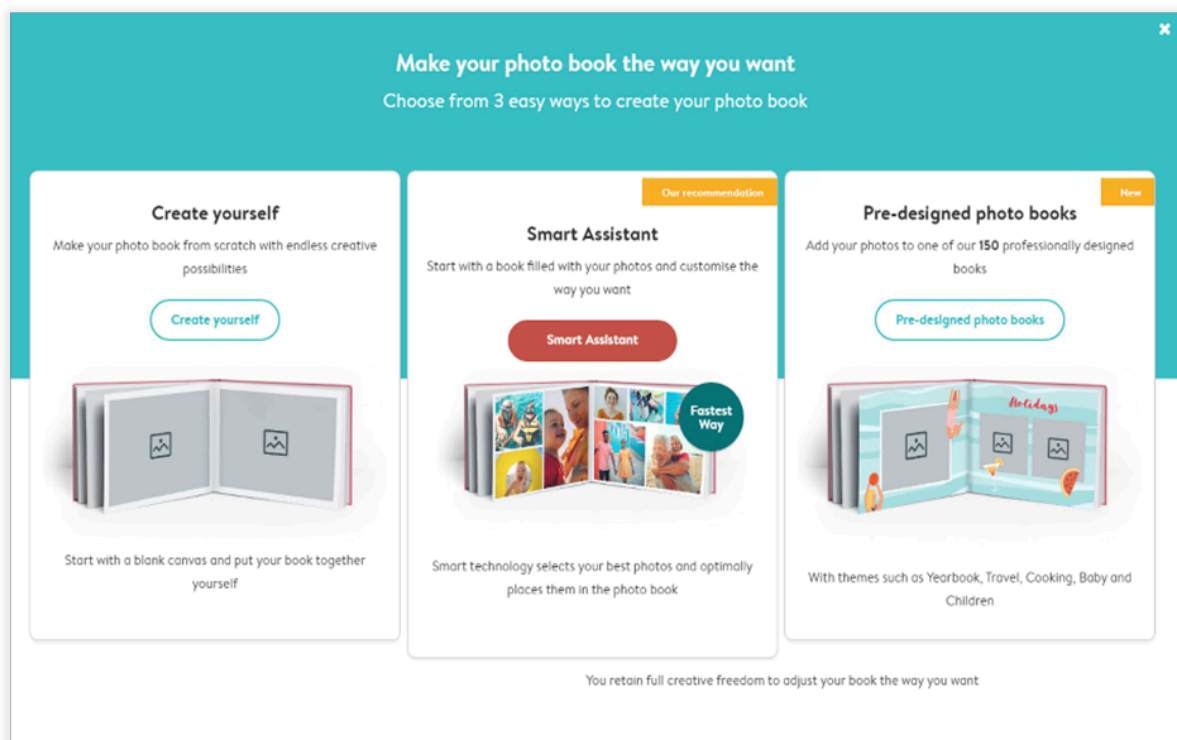 Make your photo book the way you want
Choose from 3 easy ways to create your photo book
Create yourself
Make your photo book from scratch with endless creative
possibilities
Create yourself
Start with a blank canvas and put your book together
yourself
Our recommendation
Smart Assistant
Start with a book filled with your photos and customise the
way you want
Smart Assistant
Fastest
Way
Smart technology selects your best photos and optimally
places them in the photo book
New
Pre-designed photo books
Add your photos to one of our 150 professionally designed
books
Pre-designed photo books
Holidays
With themes such as Yearbook, Travel, Cooking, Baby and
Children
You retain full creative freedom to adjust your book the way you want